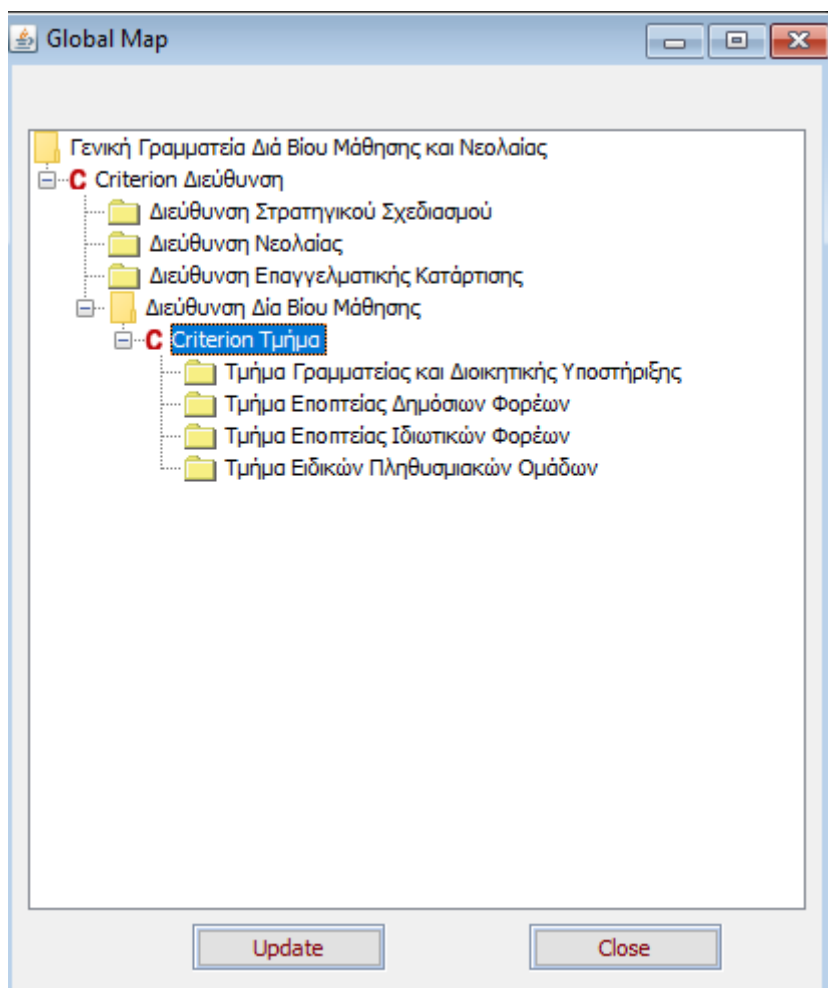 Global Map
Γενική Γραμματεία Διά Βίου Μάθησης και Νεολαίας
C Criterion Διεύθυνση
Διεύθυνση Στρατηγικού Σχεδιασμού
Διεύθυνση Νεολαίας
Διεύθυνση Επαγγελματικής Κατάρτισης
Διεύθυνση Δία Βίου Μάθησης
C Criterion Τμήμα
Τμήμα Γραμματείας και Διοικητικής Υποστήριξης
Τμήμα Εποπτείας Δημόσιων Φορέων
Τμήμα Εποπτείας Ιδιωτικών Φορέων
Τμήμα Ειδικών Πληθυσμιακών Ομάδων
Update Close